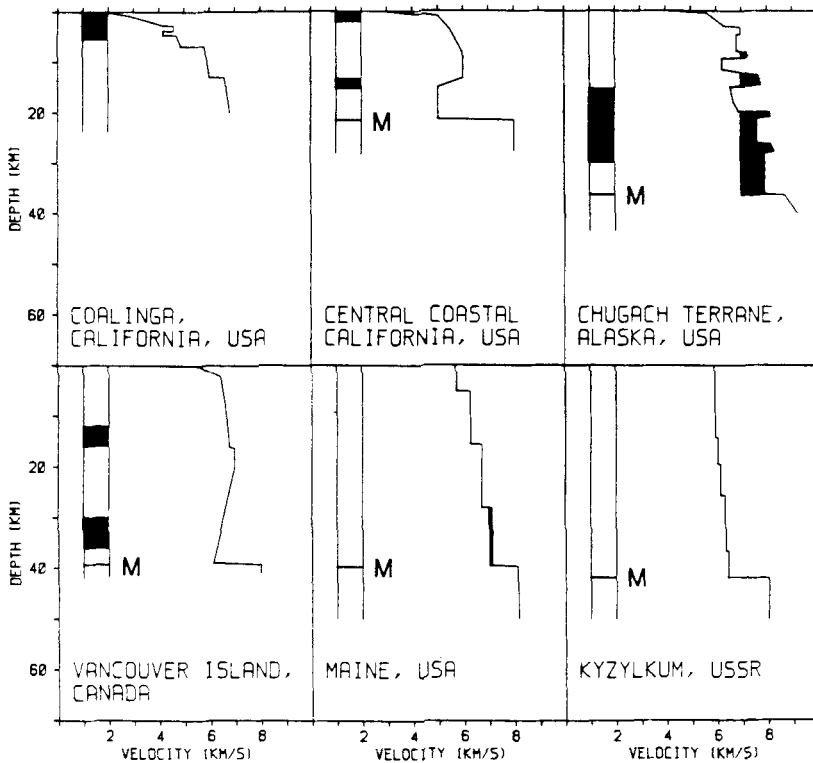 20
40
60
DEPTH (KM)
COALINGA,
CALIFORNIA, USA
M
CENTRAL COASTAL
CALIFORNIA, USA
M
CHUGACH TERRANE,
ALASKA, USA
20
40
60
DEPTH (KM)
M
VANCOUVER ISLAND,
CANADA
M
MAINE, USA
M
KYZYLKUM, USSR
2 4 6 8
VELOCITY (KM/S)
2 4 6 8
VELOCITY (KM/S)
2 4 6 8
VELOCITY (KM/S)